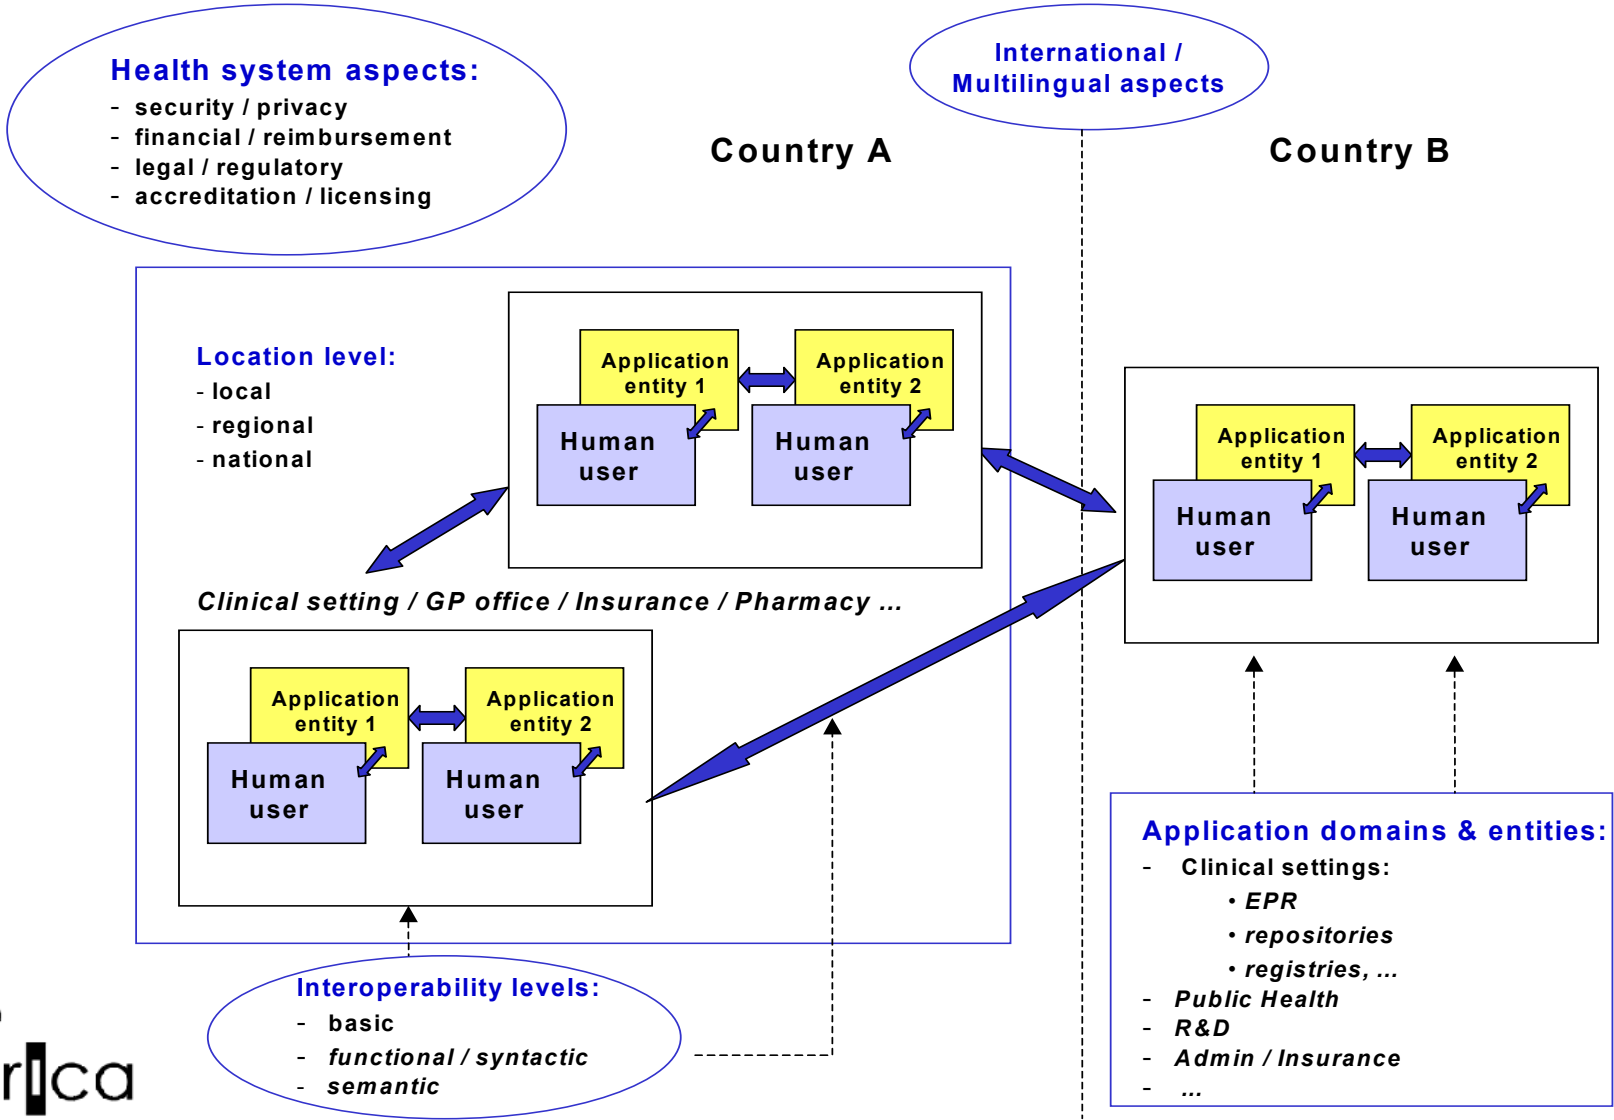 Health system aspects:
- security / privacy
- financial / reimbursement
- legal / regulatory
- accreditation / licensing
International /
Multilingual aspects
Country A
Country B
Location level:
- local
- regional
- national
Application
entity 1
Application
entity 2
Human
user
Human
user
Application
entity 1
Application
entity 2
Human
user
Human
user
Clinical setting / GP office / Insurance / Pharmacy ...
Application
entity 1
Application
entity 2
Human
user
Human
user
Application domains & entities:
- Clinical settings:
• EPR
• repositories
• registries, ...
- Public Health
- R&D
- Admin / Insurance
- ...
Interoperability levels:
- basic
- functional / syntactic
- semantic
rica